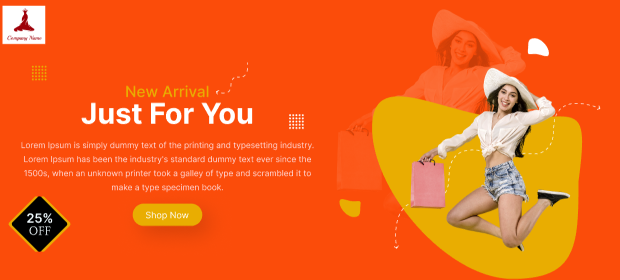 Company Name
New Arrival
Just For You
Lorem Ipsum is simply dummy text of the printing and typesetting industry.
Lorem Ipsum has been the industry's standard dummy text ever since the
1500s, when an unknown printer took a galley of type and scrambled it to
make a type specimen book.
Shop Now
25%
OFF